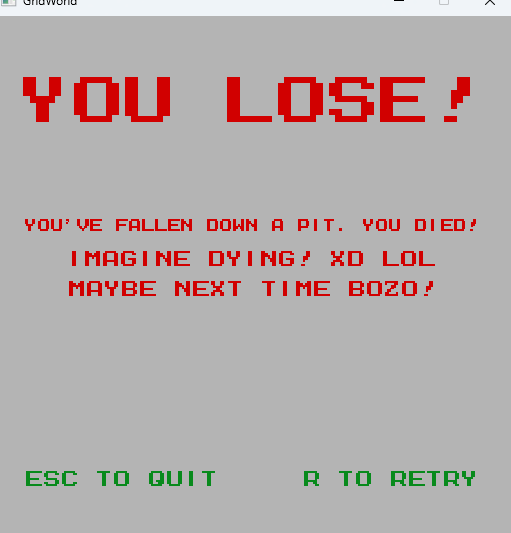 GridWorld
YOU LOSE!
YOU'VE FALLEN DOWN A PIT. YOU DIED!
IMAGINE DYING! XD LOL
MAYBE NEXT TIME BOZO!
ESC TO QUIT
R TO RETRY